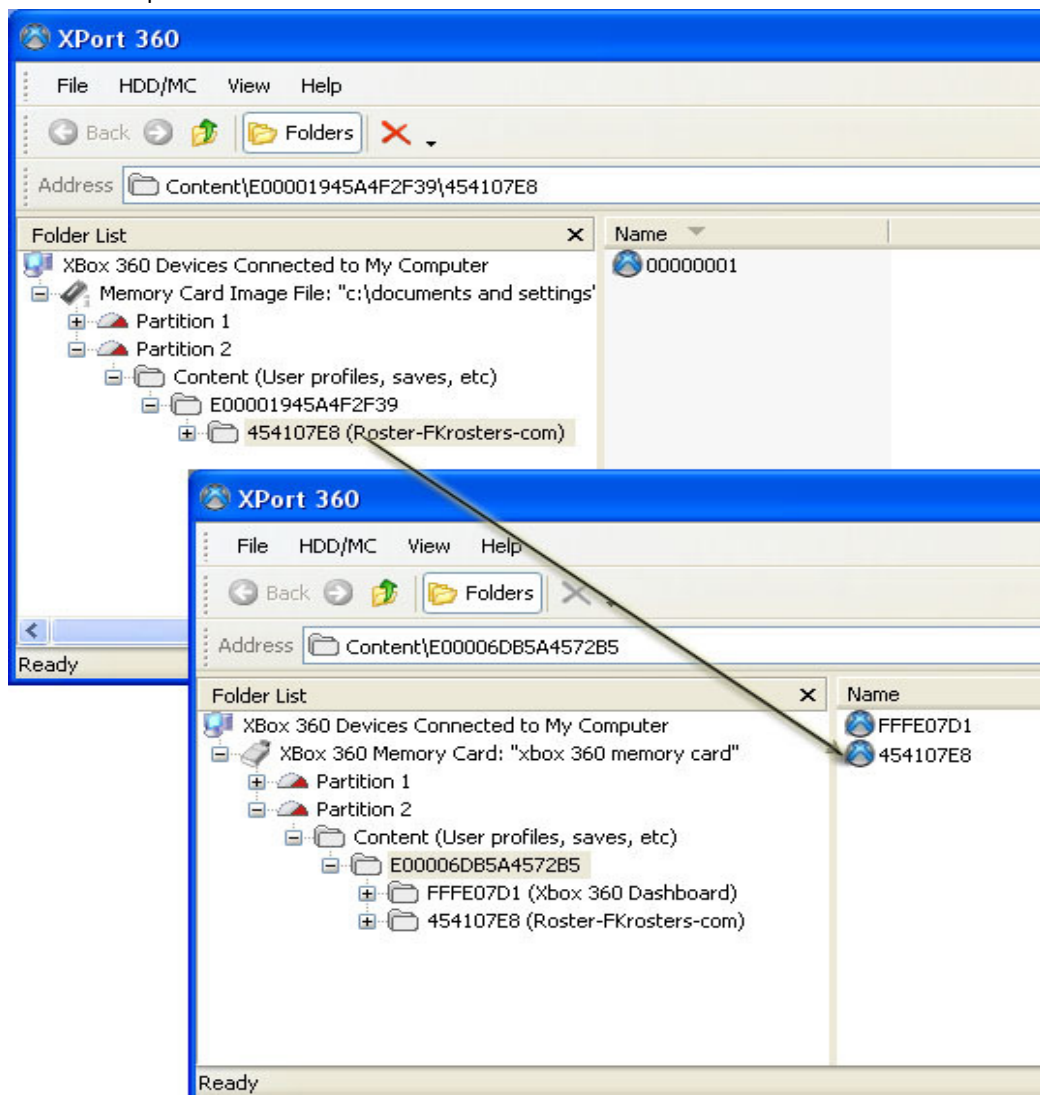 XPort 360
File HDD/MC View Help
Back Folders
Address Content\E00001945A4F2F39\454107E8
Folder List Name
XBox 360 Devices Connected to My Computer 00000001
Memory Card Image File: "c:\documents and settings'
Partition 1
Partition 2
Content (User profiles, saves, etc)
E00001945A4F2F39
454107E8 (Roster-FKrosters-com)
Ready
XPort 360
File HDD/MC View Help
Back Folders
Address Content\E00006DB5A4572B5
Folder List Name
XBox 360 Devices Connected to My Computer FFFE07D1
XBox 360 Memory Card: "xbox 360 memory card" 454107E8
Partition 1
Partition 2
Content (User profiles, saves, etc)
E00006DB5A4572B5
FFFE07D1 (Xbox 360 Dashboard)
454107E8 (Roster-FKrosters-com)
Ready